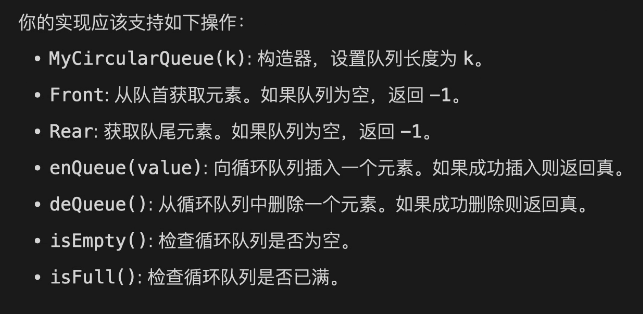 你的实现应该支持如下操作：
• MyCircularQueue(k): 构造器，设置队列长度为 k。
• Front: 从队首获取元素。如果队列为空，返回 -1。
• Rear: 获取队尾元素。如果队列为空，返回 -1。
• enQueue(value): 向循环队列插入一个元素。如果成功插入则返回真。
• deQueue(): 从循环队列中删除一个元素。如果成功删除则返回真。
• isEmpty(): 检查循环队列是否为空。
• isFull(): 检查循环队列是否已满。